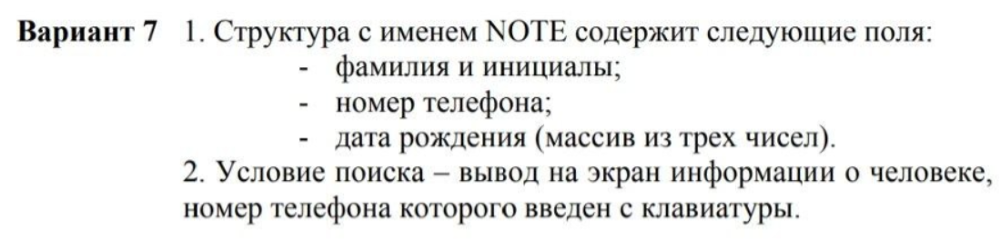 Вариант 7 1. Структура с именем NOTE содержит следующие поля:
- фамилия и инициалы;
- номер телефона;
- дата рождения (массив из трех чисел).
2. Условие поиска – вывод на экран информации о человеке,
номер телефона которого введен с клавиатуры.